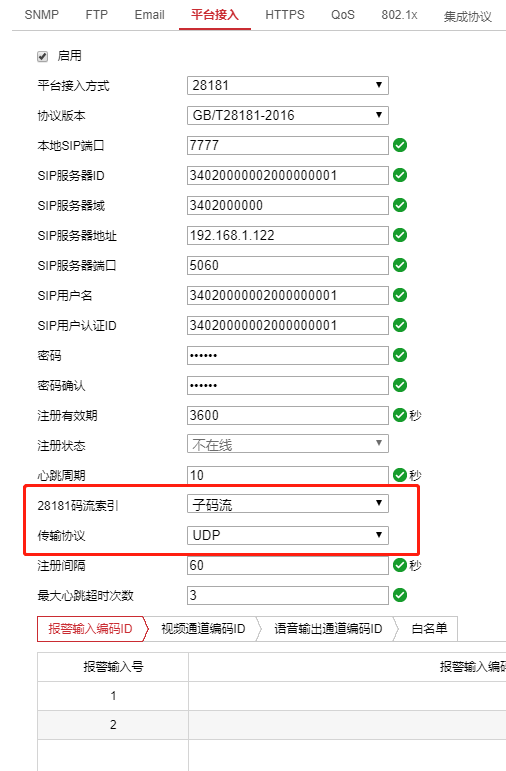 SNMP FTP Email 平台接入 HTTPS QoS 802.1x 集成协议
启用
平台接入方式 28181
协议版本 GB/T28181-2016
本地SIP端口 7777
SIP服务器ID 34020000002000000001
SIP服务器域 3402000000
SIP服务器地址 192.168.1.122
SIP服务器端口 5060
SIP用户名 34020000002000000001
SIP用户认证ID 34020000002000000001
密码 ••••••
密码确认 ••••••
注册有效期 3600 秒
注册状态 不在线
心跳周期 10 秒
28181码流索引 子码流
传输协议 UDP
注册间隔 60 秒
最大心跳超时次数 3
报警输入编码ID 视频通道编码ID 语音输出通道编码ID 白名单
报警输入号 报警输入编码
1
2